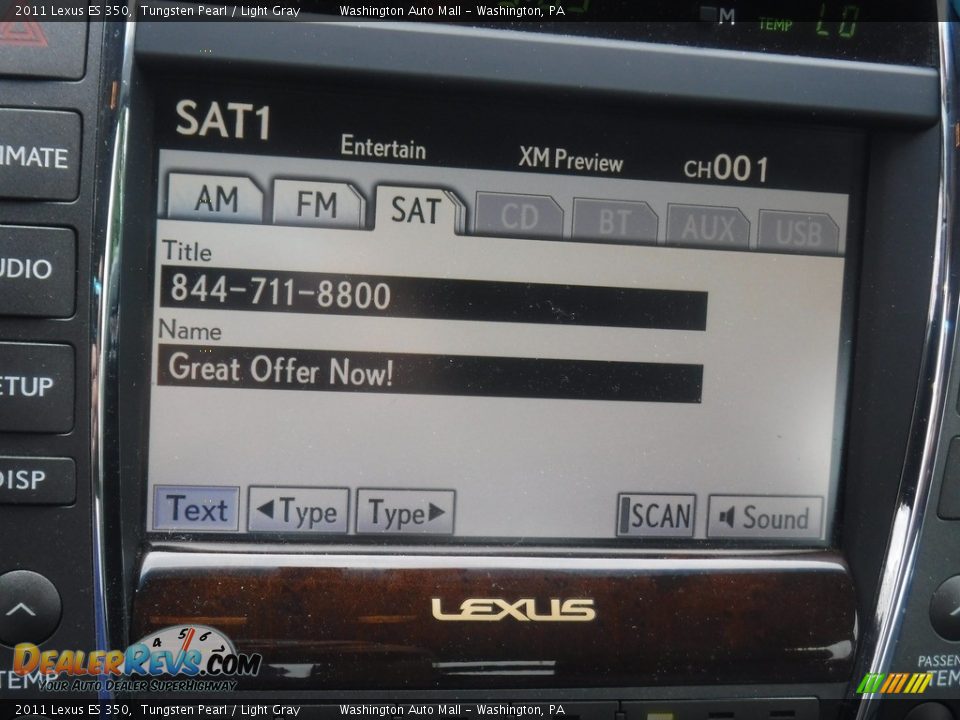 2011 Lexus ES 350, Tungsten Pearl / Light Gray Washington Auto Mall - Washington, PA
M TEMP LO
SAT1 Entertain XM Preview CH001
IMATE
AM FM SAT CD BT AUX USB
UDIO
Title
844-711-8800
Name
Great Offer Now!
ETUP
DISP
Text ◀Type Type▶ SCAN Sound
LEXUS
4 5 6
DEALERREVS.COM
YOUR AUTO DEALER SUPERHIGHWAY
TEMP
PASSEN
TEM
2011 Lexus ES 350, Tungsten Pearl / Light Gray Washington Auto Mall - Washington, PA